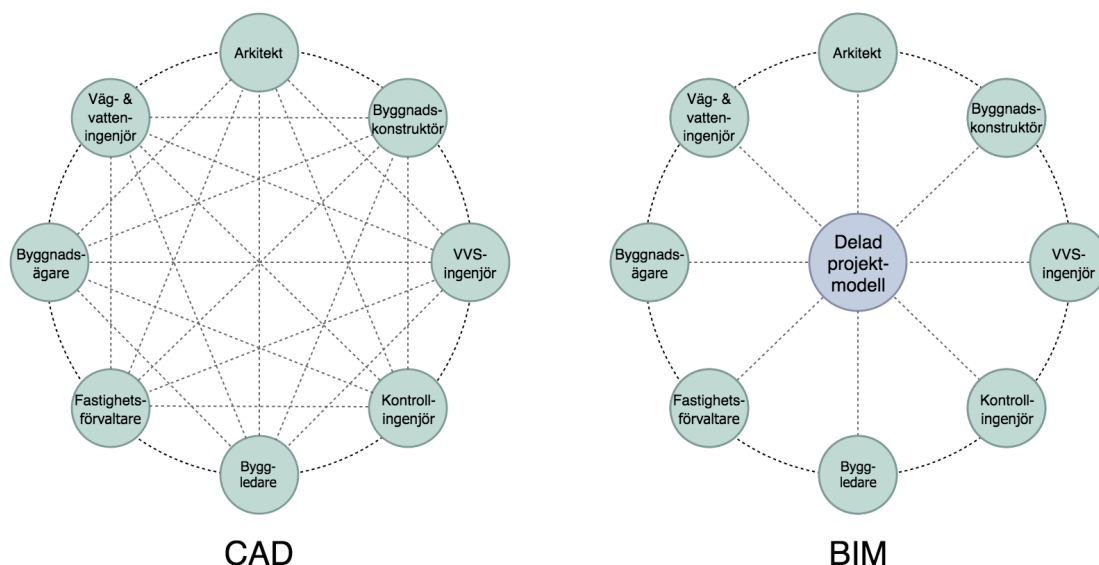 Arkitekt
Väg- &
vatten-
ingenjör
Byggnads-
konstruktör
Byggnads-
ägare
VVS-
ingenjör
Fastighets-
förvaltare
Kontroll-
ingenjör
Bygg-
ledare
CAD
Arkitekt
Väg- &
vatten-
ingenjör
Byggnads-
konstruktör
Byggnads-
ägare
Delad
projekt-
modell
VVS-
ingenjör
Fastighets-
förvaltare
Kontroll-
ingenjör
Bygg-
ledare
BIM